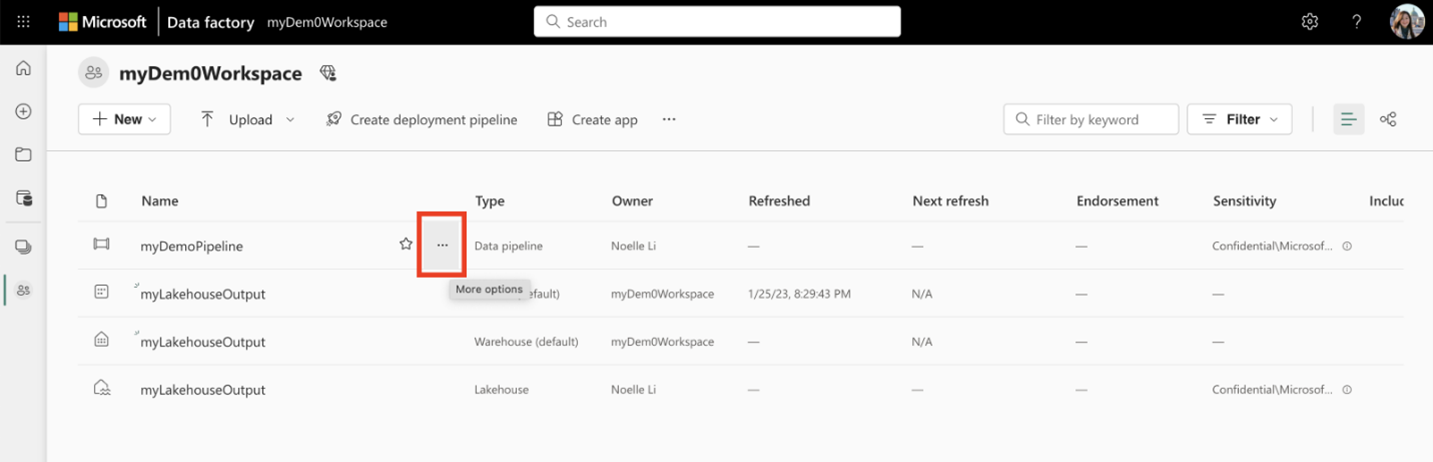 Microsoft Data factory myDem0Workspace Search ?
myDem0Workspace
New Upload Create deployment pipeline Create app ... Filter by keyword Filter
Name Type Owner Refreshed Next refresh Endorsement Sensitivity
myDemoPipeline ... Data pipeline Noelle Li — — — Confidential\Microsof...
More options
myLakehouseOutput myDem0Workspace 1/25/23, 8:29:43 PM N/A — —
myLakehouseOutput Warehouse (default) myDem0Workspace — N/A — —
myLakehouseOutput Lakehouse Noelle Li — — — Confidential\Microsof...